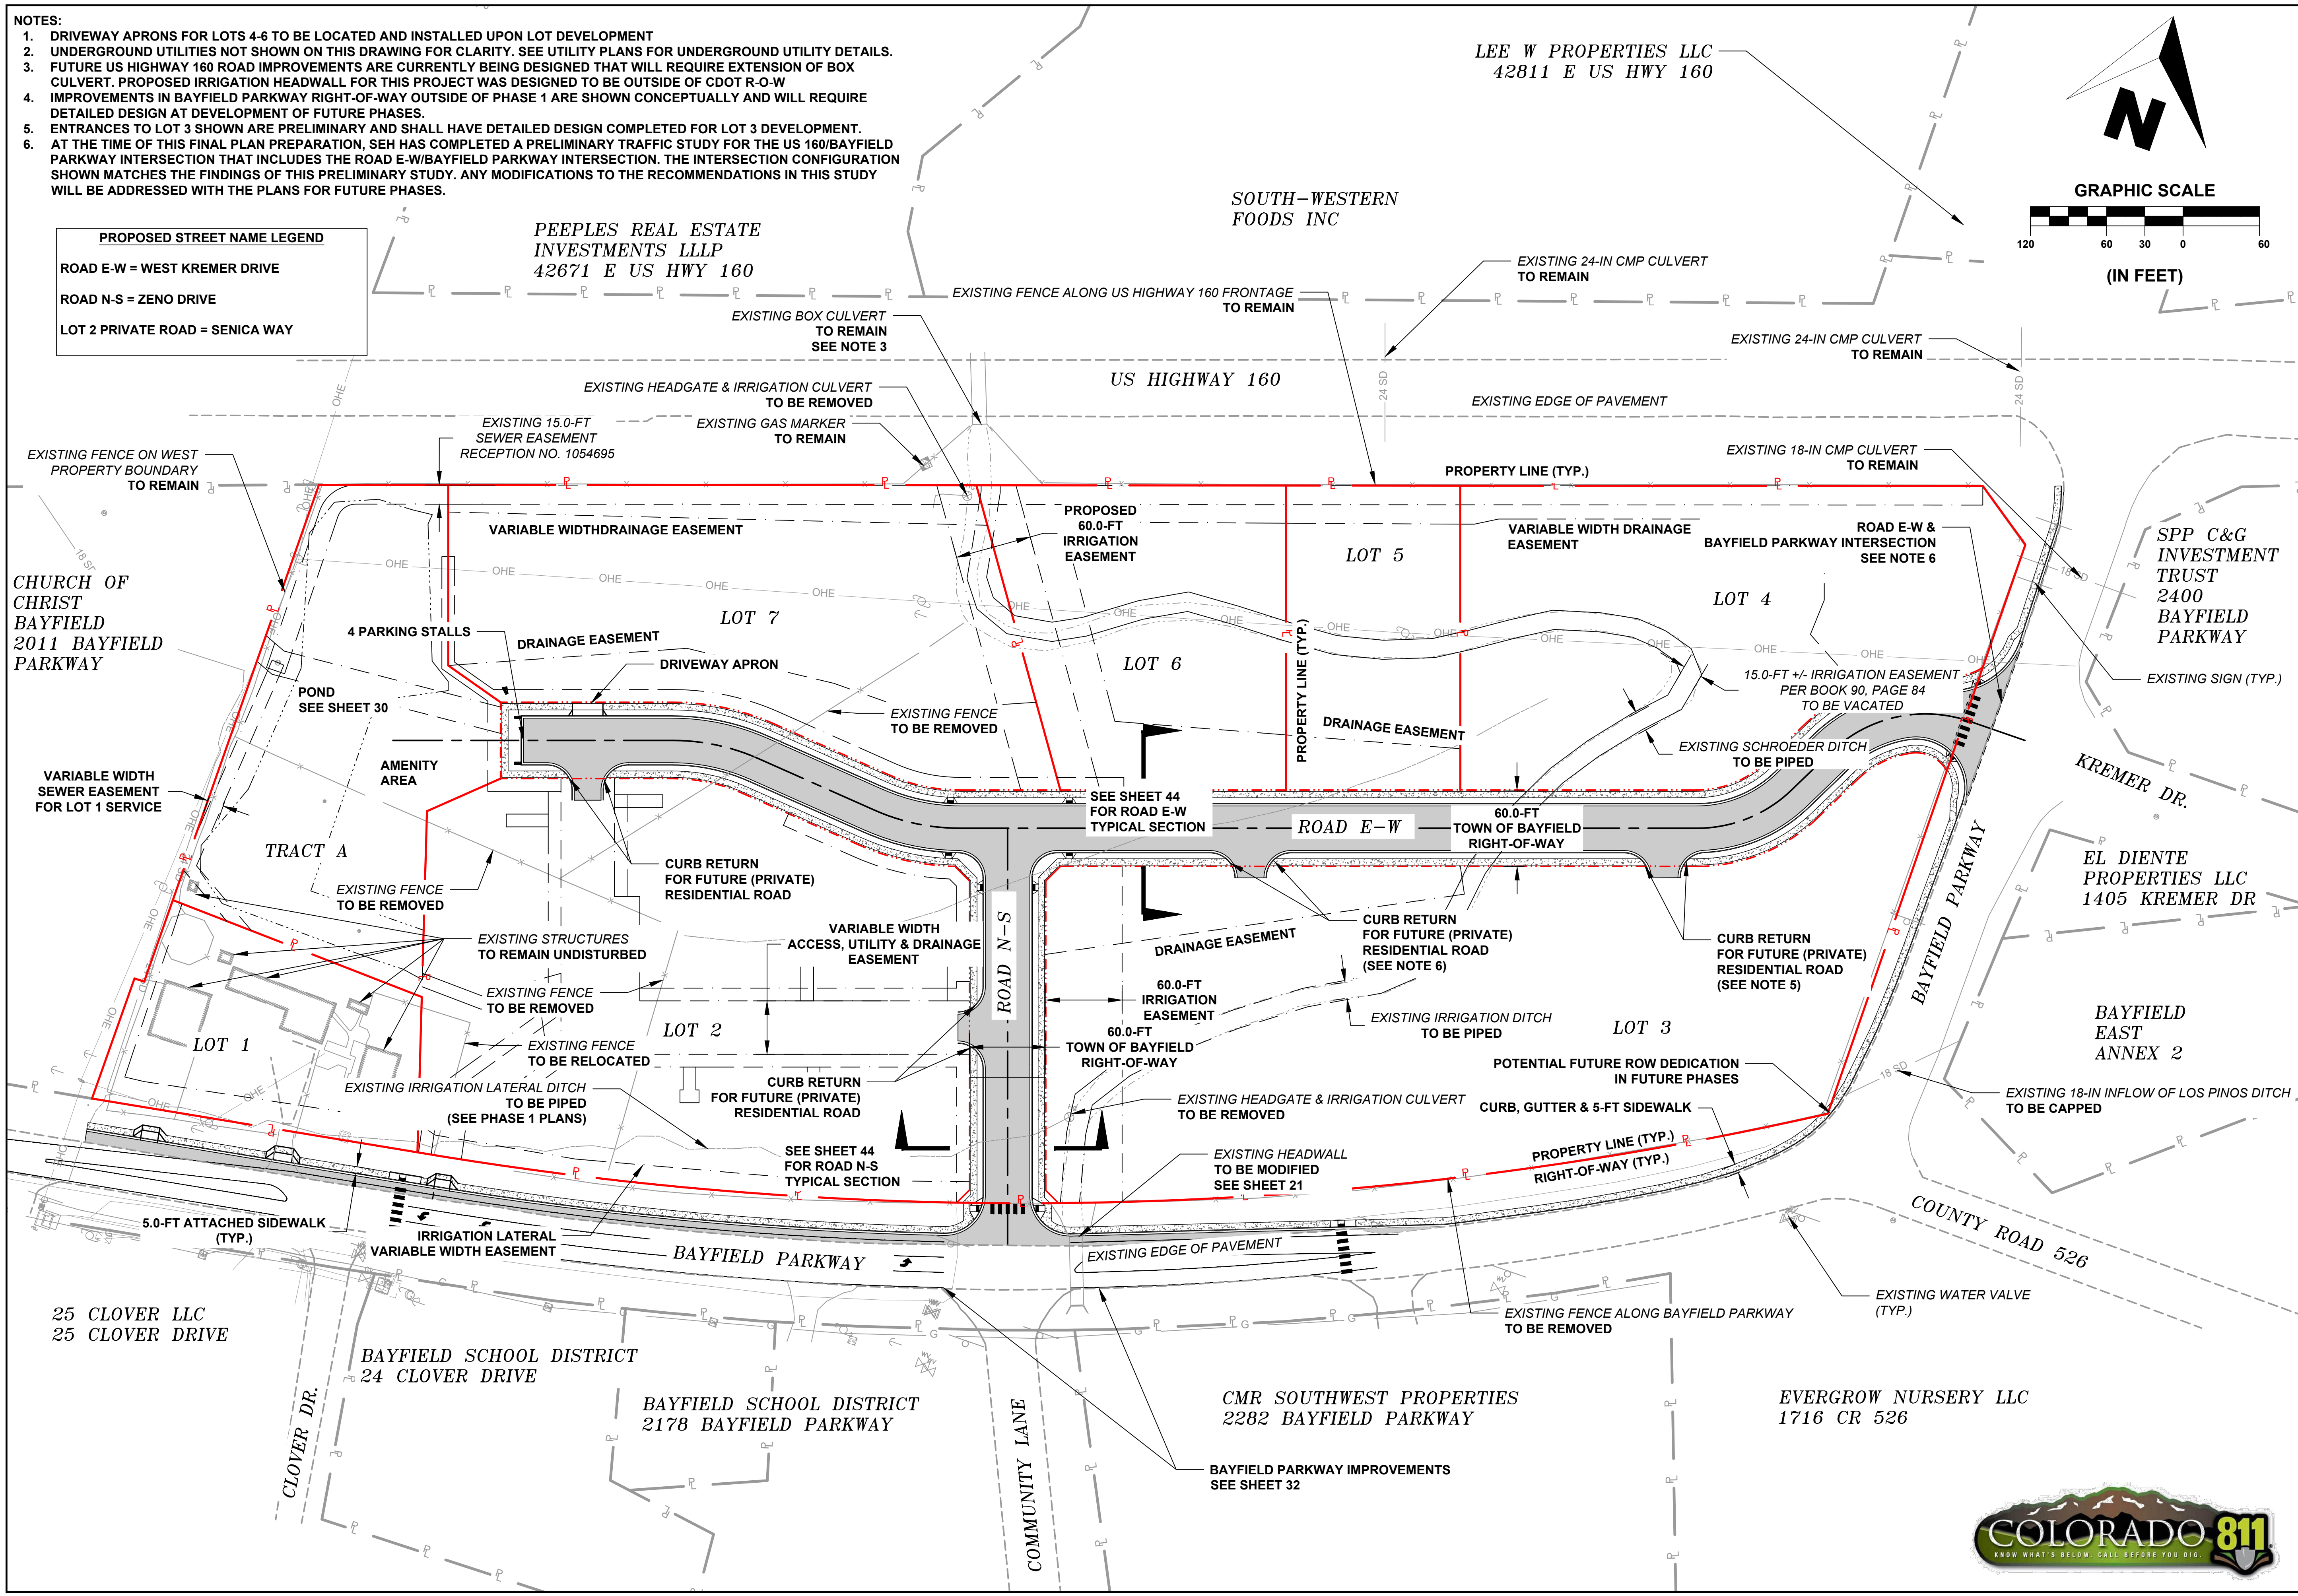 NOTES:
1. DRIVEWAY APRONS FOR LOTS 4-6 TO BE LOCATED AND INSTALLED UPON LOT DEVELOPMENT
2. UNDERGROUND UTILITIES NOT SHOWN ON THIS DRAWING FOR CLARITY. SEE UTILITY PLANS FOR UNDERGROUND UTILITY DETAILS.
3. FUTURE US HIGHWAY 160 ROAD IMPROVEMENTS ARE CURRENTLY BEING DESIGNED THAT WILL REQUIRE EXTENSION OF BOX
CULVERT. PROPOSED IRRIGATION HEADWALL FOR THIS PROJECT WAS DESIGNED TO BE OUTSIDE OF CDOT R-O-W
4. IMPROVEMENTS IN BAYFIELD PARKWAY RIGHT-OF-WAY OUTSIDE OF PHASE 1 ARE SHOWN CONCEPTUALLY AND WILL REQUIRE
DETAILED DESIGN AT DEVELOPMENT OF FUTURE PHASES.
5. ENTRANCES TO LOT 3 SHOWN ARE PRELIMINARY AND SHALL HAVE DETAILED DESIGN COMPLETED FOR LOT 3 DEVELOPMENT.
6. AT THE TIME OF THIS FINAL PLAN PREPARATION, SEH HAS COMPLETED A PRELIMINARY TRAFFIC STUDY FOR THE US 160/BAYFIELD
PARKWAY INTERSECTION THAT INCLUDES THE ROAD E-W/BAYFIELD PARKWAY INTERSECTION. THE INTERSECTION CONFIGURATION
SHOWN MATCHES THE FINDINGS OF THIS PRELIMINARY STUDY. ANY MODIFICATIONS TO THE RECOMMENDATIONS IN THIS STUDY
WILL BE ADDRESSED WITH THE PLANS FOR FUTURE PHASES.
PROPOSED STREET NAME LEGEND
ROAD E-W = WEST KREMER DRIVE
ROAD N-S = ZENO DRIVE
LOT 2 PRIVATE ROAD = SENICA WAY
LEE W PROPERTIES LLC
42811 E US HWY 160
N
GRAPHIC SCALE
120 60 30 0 60
(IN FEET)
PEEPLES REAL ESTATE
INVESTMENTS LLLP
42671 E US HWY 160
SOUTH-WESTERN
FOODS INC
EXISTING 24-IN CMP CULVERT
TO REMAIN
EXISTING FENCE ALONG US HIGHWAY 160 FRONTAGE
TO REMAIN
EXISTING BOX CULVERT
TO REMAIN
SEE NOTE 3
EXISTING 24-IN CMP CULVERT
TO REMAIN
US HIGHWAY 160
EXISTING HEADGATE & IRRIGATION CULVERT
TO BE REMOVED
EXISTING EDGE OF PAVEMENT
24 SD
24 SD
EXISTING 15.0-FT
SEWER EASEMENT
RECEPTION NO. 1054695
EXISTING GAS MARKER
TO REMAIN
EXISTING FENCE ON WEST
PROPERTY BOUNDARY
TO REMAIN
PROPERTY LINE (TYP.)
EXISTING 18-IN CMP CULVERT
TO REMAIN
VARIABLE WIDTHDRAINAGE EASEMENT
PROPOSED
60.0-FT
IRRIGATION
EASEMENT
LOT 5
VARIABLE WIDTH DRAINAGE
EASEMENT
ROAD E-W &
BAYFIELD PARKWAY INTERSECTION
SEE NOTE 6
SPP C&G
INVESTMENT
TRUST
2400
BAYFIELD
PARKWAY
CHURCH OF
CHRIST
BAYFIELD
2011 BAYFIELD
PARKWAY
18 SD
LOT 7
LOT 4
4 PARKING STALLS
DRAINAGE EASEMENT
DRIVEWAY APRON
LOT 6
PROPERTY LINE (TYP.)
15.0-FT +/- IRRIGATION EASEMENT
PER BOOK 90, PAGE 84
TO BE VACATED
EXISTING SIGN (TYP.)
POND
SEE SHEET 30
EXISTING FENCE
TO BE REMOVED
DRAINAGE EASEMENT
EXISTING SCHROEDER DITCH
TO BE PIPED
KREMER DR.
VARIABLE WIDTH
SEWER EASEMENT
FOR LOT 1 SERVICE
AMENITY
AREA
SEE SHEET 44
FOR ROAD E-W
TYPICAL SECTION
ROAD E-W
60.0-FT
TOWN OF BAYFIELD
RIGHT-OF-WAY
TRACT A
CURB RETURN
FOR FUTURE (PRIVATE)
RESIDENTIAL ROAD
EXISTING FENCE
TO BE REMOVED
EL DIENTE
PROPERTIES LLC
1405 KREMER DR
EXISTING STRUCTURES
TO REMAIN UNDISTURBED
VARIABLE WIDTH
ACCESS, UTILITY & DRAINAGE
EASEMENT
ROAD N-S
DRAINAGE EASEMENT
CURB RETURN
FOR FUTURE (PRIVATE)
RESIDENTIAL ROAD
(SEE NOTE 6)
CURB RETURN
FOR FUTURE (PRIVATE)
RESIDENTIAL ROAD
(SEE NOTE 5)
BAYFIELD PARKWAY
EXISTING FENCE
TO BE REMOVED
60.0-FT
IRRIGATION
EASEMENT
LOT 1
LOT 2
EXISTING FENCE
TO BE RELOCATED
60.0-FT
TOWN OF BAYFIELD
RIGHT-OF-WAY
EXISTING IRRIGATION DITCH
TO BE PIPED
LOT 3
BAYFIELD
EAST
ANNEX 2
EXISTING IRRIGATION LATERAL DITCH
TO BE PIPED
(SEE PHASE 1 PLANS)
CURB RETURN
FOR FUTURE (PRIVATE)
RESIDENTIAL ROAD
EXISTING HEADGATE & IRRIGATION CULVERT
TO BE REMOVED
POTENTIAL FUTURE ROW DEDICATION
IN FUTURE PHASES
CURB, GUTTER & 5-FT SIDEWALK
18 SD
EXISTING 18-IN INFLOW OF LOS PINOS DITCH
TO BE CAPPED
SEE SHEET 44
FOR ROAD N-S
TYPICAL SECTION
EXISTING HEADWALL
TO BE MODIFIED
SEE SHEET 21
PROPERTY LINE (TYP.)
RIGHT-OF-WAY (TYP.)
5.0-FT ATTACHED SIDEWALK
(TYP.)
IRRIGATION LATERAL
VARIABLE WIDTH EASEMENT
BAYFIELD PARKWAY
EXISTING EDGE OF PAVEMENT
COUNTY ROAD 526
25 CLOVER LLC
25 CLOVER DRIVE
EXISTING FENCE ALONG BAYFIELD PARKWAY
TO BE REMOVED
EXISTING WATER VALVE
(TYP.)
BAYFIELD SCHOOL DISTRICT
24 CLOVER DRIVE
CLOVER DR.
BAYFIELD SCHOOL DISTRICT
2178 BAYFIELD PARKWAY
COMMUNITY LANE
CMR SOUTHWEST PROPERTIES
2282 BAYFIELD PARKWAY
EVERGROW NURSERY LLC
1716 CR 526
BAYFIELD PARKWAY IMPROVEMENTS
SEE SHEET 32
COLORADO 811
KNOW WHAT'S BELOW. CALL BEFORE YOU DIG.